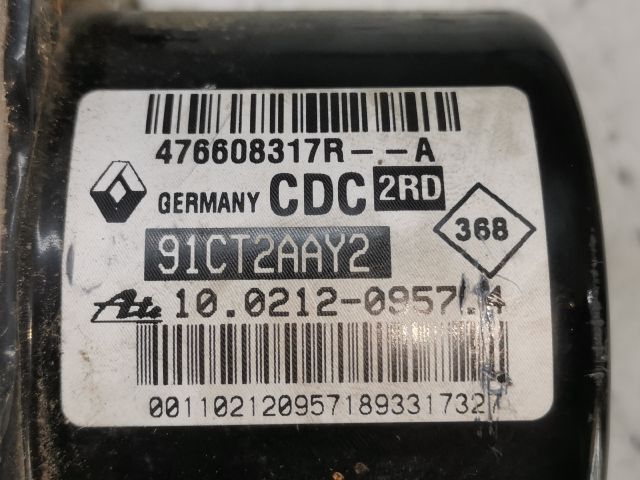 476608317R--A
GERMANY CDC 2RD
368
91CT2AAY2
Ate 10.0212-0957.4
0011021209571893317327